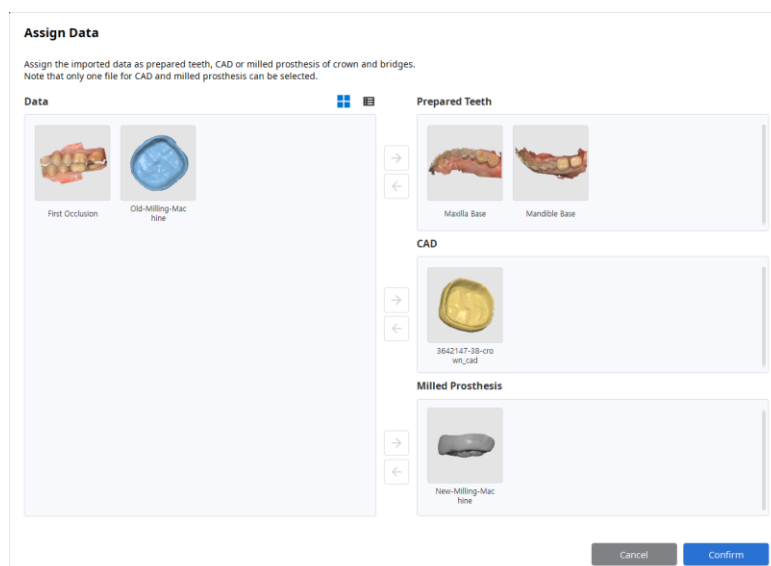 Assign Data
Assign the imported data as prepared teeth, CAD or milled prosthesis of crown and bridges.
Note that only one file for CAD and milled prosthesis can be selected.
Data
First Occlusion
Old-Milling-Mac
hine
Prepared Teeth
Maxilla Base
Mandible Base
CAD
3642147-38-cro
wn_cad
Milled Prosthesis
New-Milling-Mac
hine
Cancel
Confirm